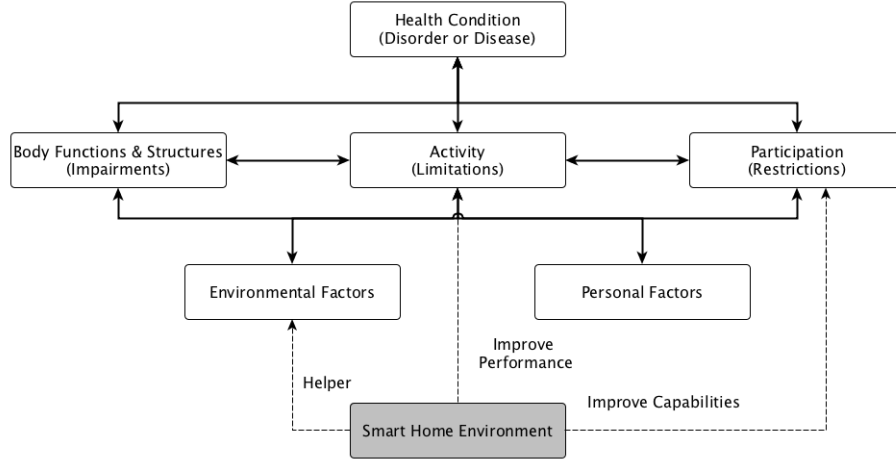 Health Condition
(Disorder or Disease)
Body Functions & Structures
(Impairments)
Activity
(Limitations)
Participation
(Restrictions)
Environmental Factors
Personal Factors
Improve
Performance
Helper
Improve Capabilities
Smart Home Environment